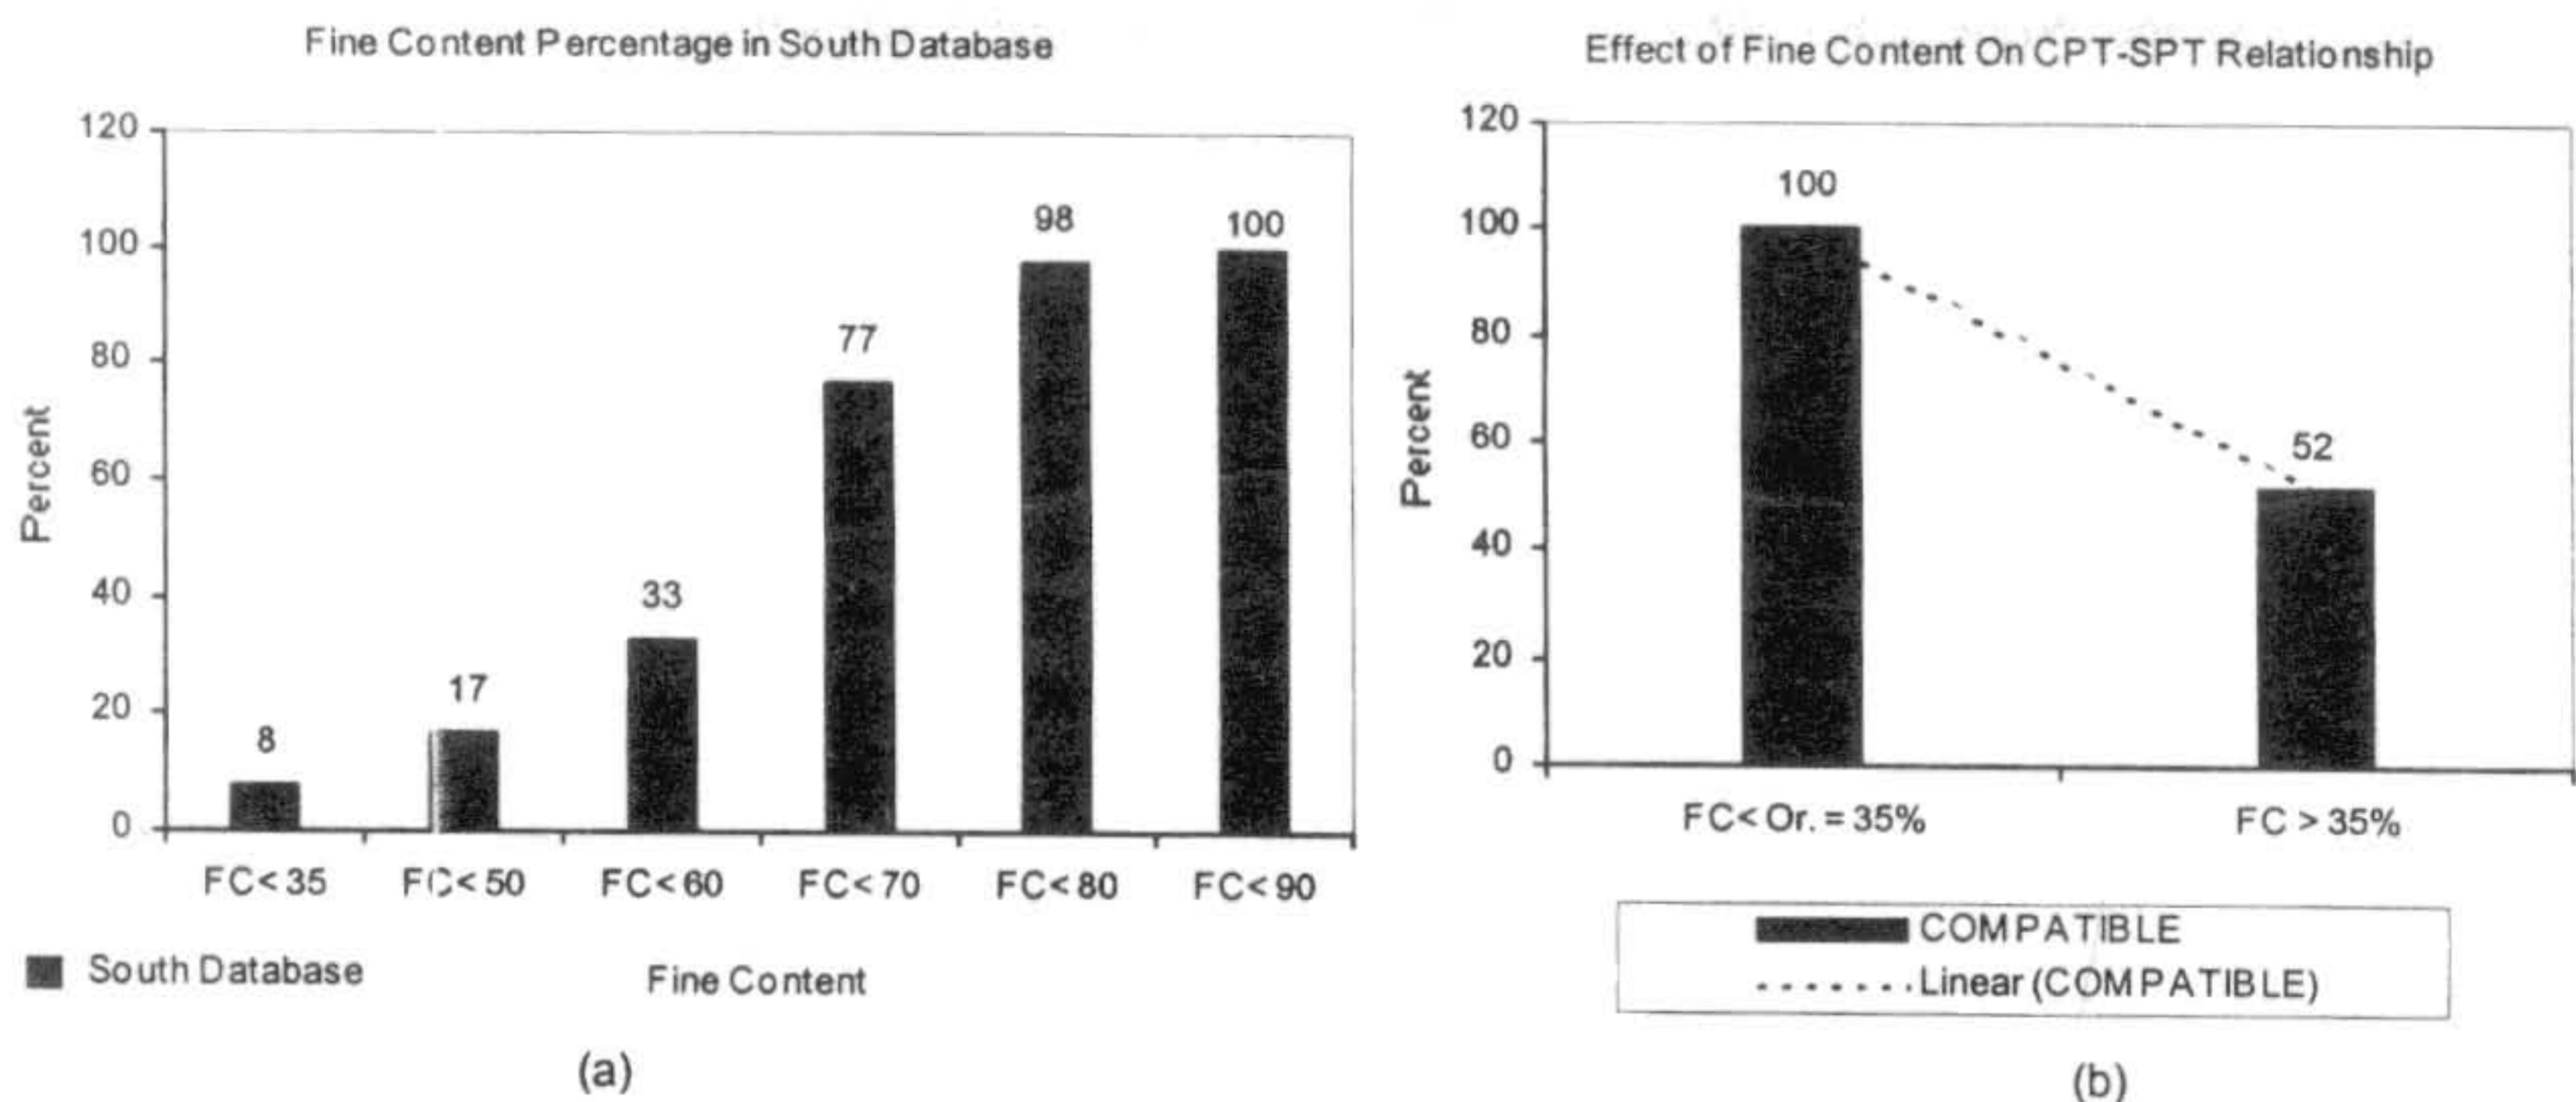 Fine Content Percentage in South Database
120
100
80
60
40
20
0
Percent
8
17
33
77
98
100
FC<35
FC<50
FC<60
FC<70
FC<80
FC<90
South Database
Fine Content
(a)
Effect of Fine Content On CPT-SPT Relationship
120
100
80
60
40
20
0
Percent
100
52
FC< Or. = 35%
FC > 35%
COMPATIBLE
Linear (COMPATIBLE)
(b)